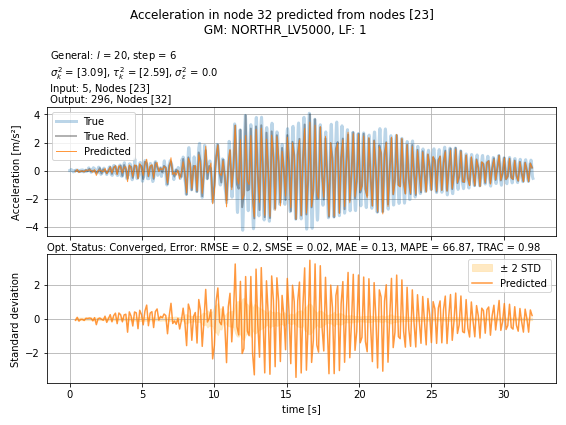 Acceleration in node 32 predicted from nodes [23]
GM: NORTHR_LV5000, LF: 1
General: l = 20, step = 6
σ²ₖ = [3.09], τ²ₖ = [2.59], σ²ε = 0.0
Input: 5, Nodes [23]
Output: 296, Nodes [32]
Acceleration [m/s²]
4
2
0
−2
−4
True
True Red.
Predicted
Opt. Status: Converged, Error: RMSE = 0.2, SMSE = 0.02, MAE = 0.13, MAPE = 66.87, TRAC = 0.98
Standard deviation
2
0
−2
± 2 STD
Predicted
0 5 10 15 20 25 30
time [s]